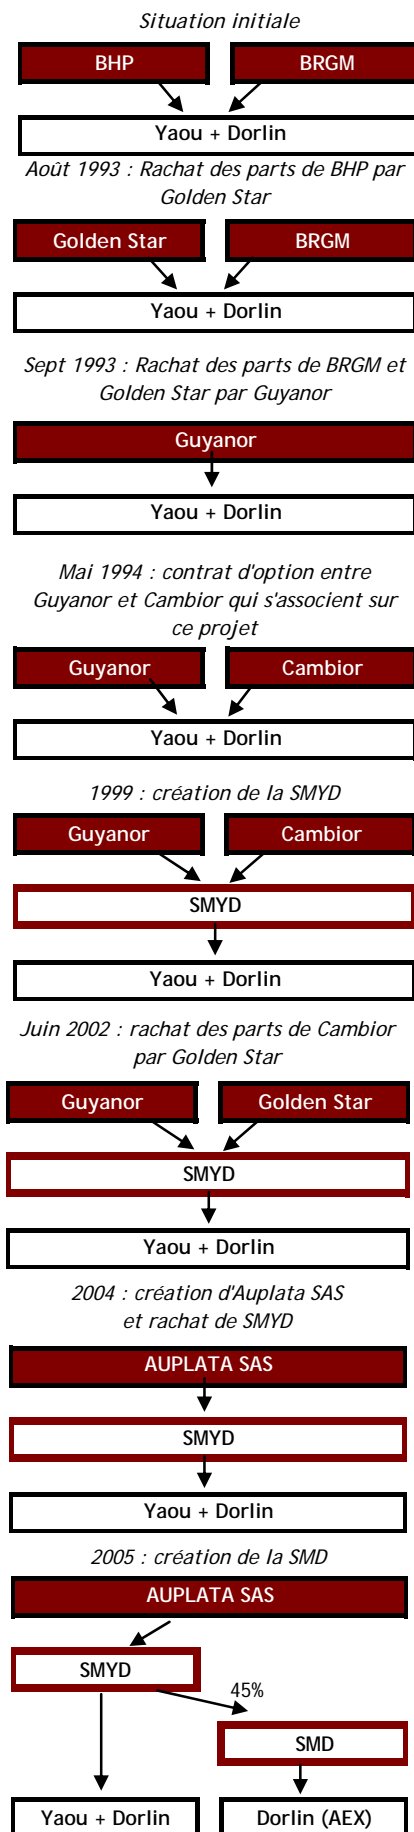 Situation initiale
BHP
BRGM
Yaou + Dorlin
Août 1993 : Rachat des parts de BHP par
Golden Star
Golden Star
BRGM
Yaou + Dorlin
Sept 1993 : Rachat des parts de BRGM et
Golden Star par Guyanor
Guyanor
Yaou + Dorlin
Mai 1994 : contrat d'option entre
Guyanor et Cambior qui s'associent sur
ce projet
Guyanor
Cambior
Yaou + Dorlin
1999 : création de la SMYD
Guyanor
Cambior
SMYD
Yaou + Dorlin
Juin 2002 : rachat des parts de Cambior
par Golden Star
Guyanor
Golden Star
SMYD
Yaou + Dorlin
2004 : création d'Auplata SAS
et rachat de SMYD
AUPLATA SAS
SMYD
Yaou + Dorlin
2005 : création de la SMD
AUPLATA SAS
SMYD
45%
SMD
Yaou + Dorlin
Dorlin (AEX)